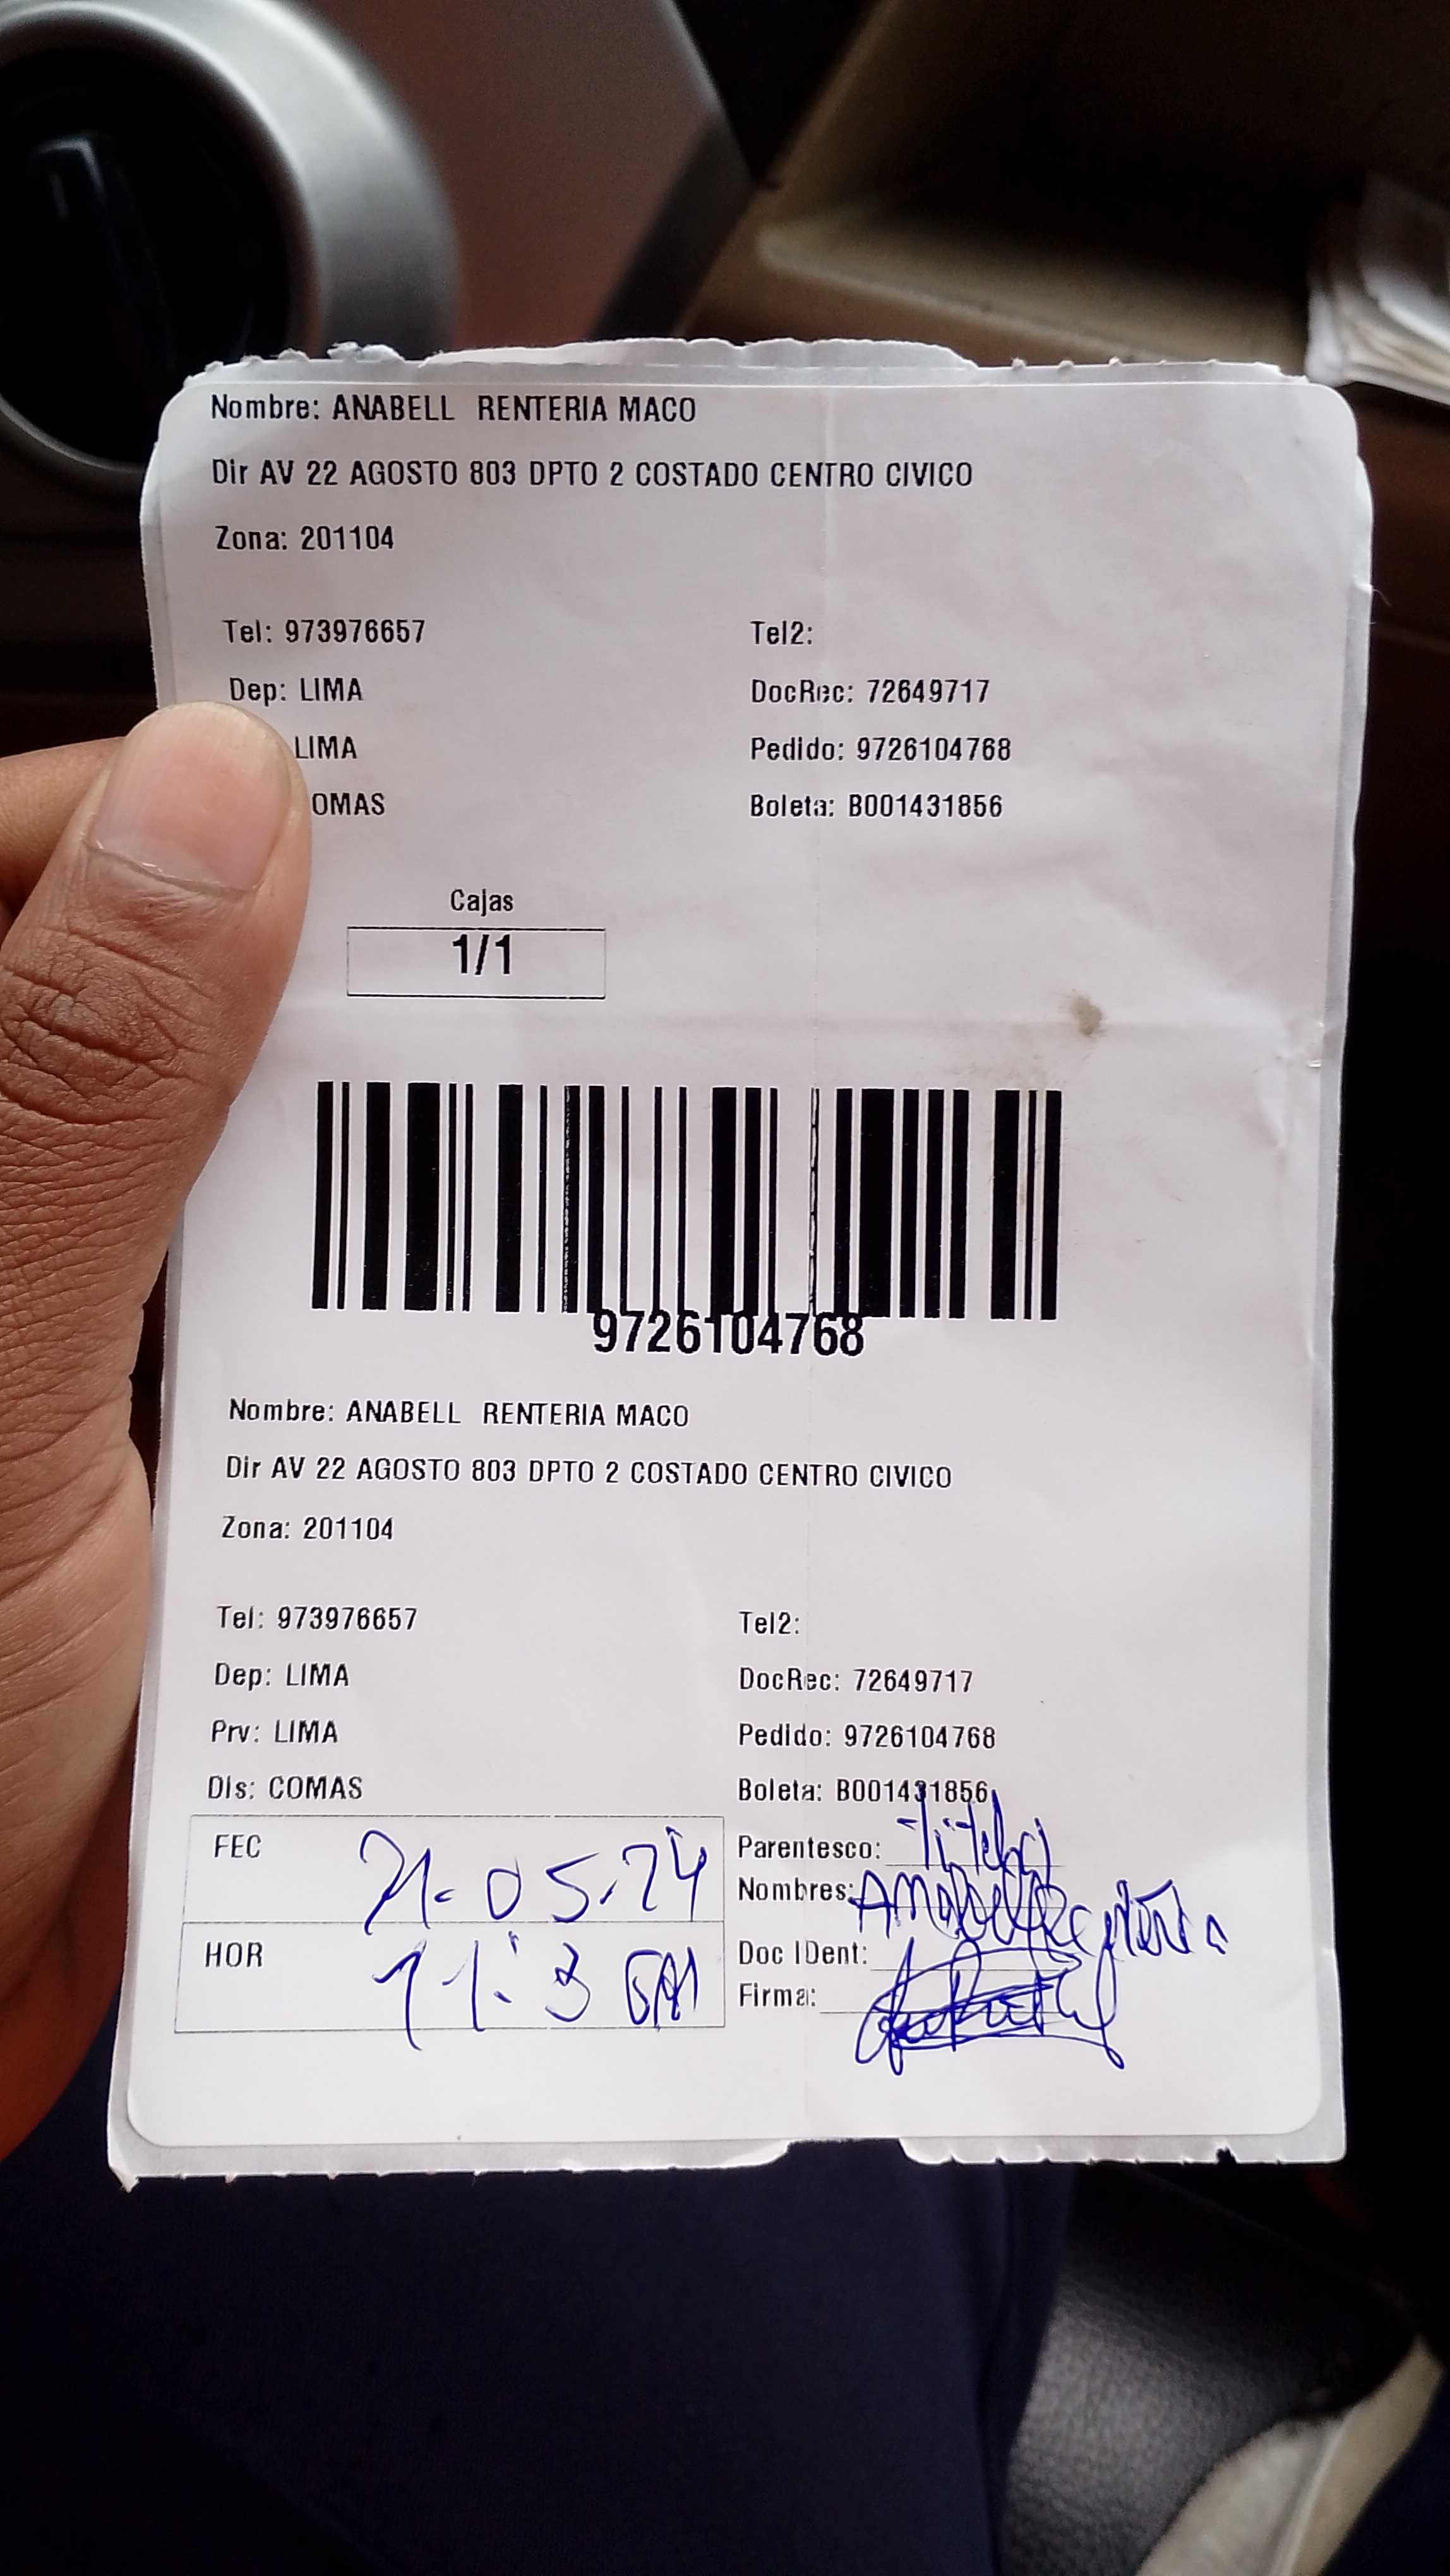 Nombre: ANABELL RENTERIA MACO
Dir AV 22 AGOSTO 803 DPTO 2 COSTADO CENTRO CIVICO
Zona: 201104
Tel: 973976657 Tel2:
Dep: LIMA DocRec: 72649717
LIMA Pedido: 9726104768
OMAS Boleta: B001431856
Cajas
1/1
9726104768
Nombre: ANABELL RENTERIA MACO
Dir AV 22 AGOSTO 803 DPTO 2 COSTADO CENTRO CIVICO
Zona: 201104
Tel: 973976657 Tel2:
Dep: LIMA DocRec: 72649717
Prv: LIMA Pedido: 9726104768
Dis: COMAS Boleta: B001431856
FEC 21-05-24 Parentesco:
Nombres: Anabell Renteria
HOR Doc IDent:
Firma: